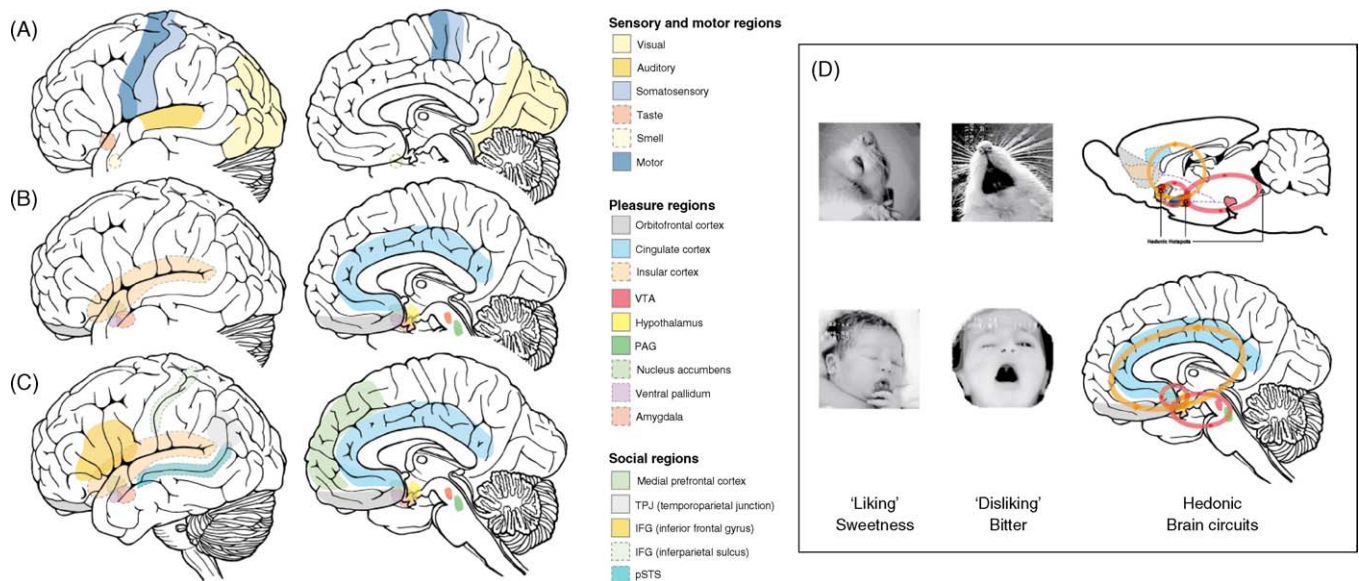 (A)
Sensory and motor regions
Visual
Auditory
Somatosensory
Taste
Smell
Motor
(B)
Pleasure regions
Orbitofrontal cortex
Cingulate cortex
Insular cortex
VTA
Hypothalamus
PAG
Nucleus accumbens
Ventral pallidum
Amygdala
(C)
Social regions
Medial prefrontal cortex
TPJ (temporoparietal junction)
IFG (inferior frontal gyrus)
IFG (inferparietal sulcus)
pSTS
(D)
Hedonic Hotspots
'Liking'
Sweetness
'Disliking'
Bitter
Hedonic
Brain circuits